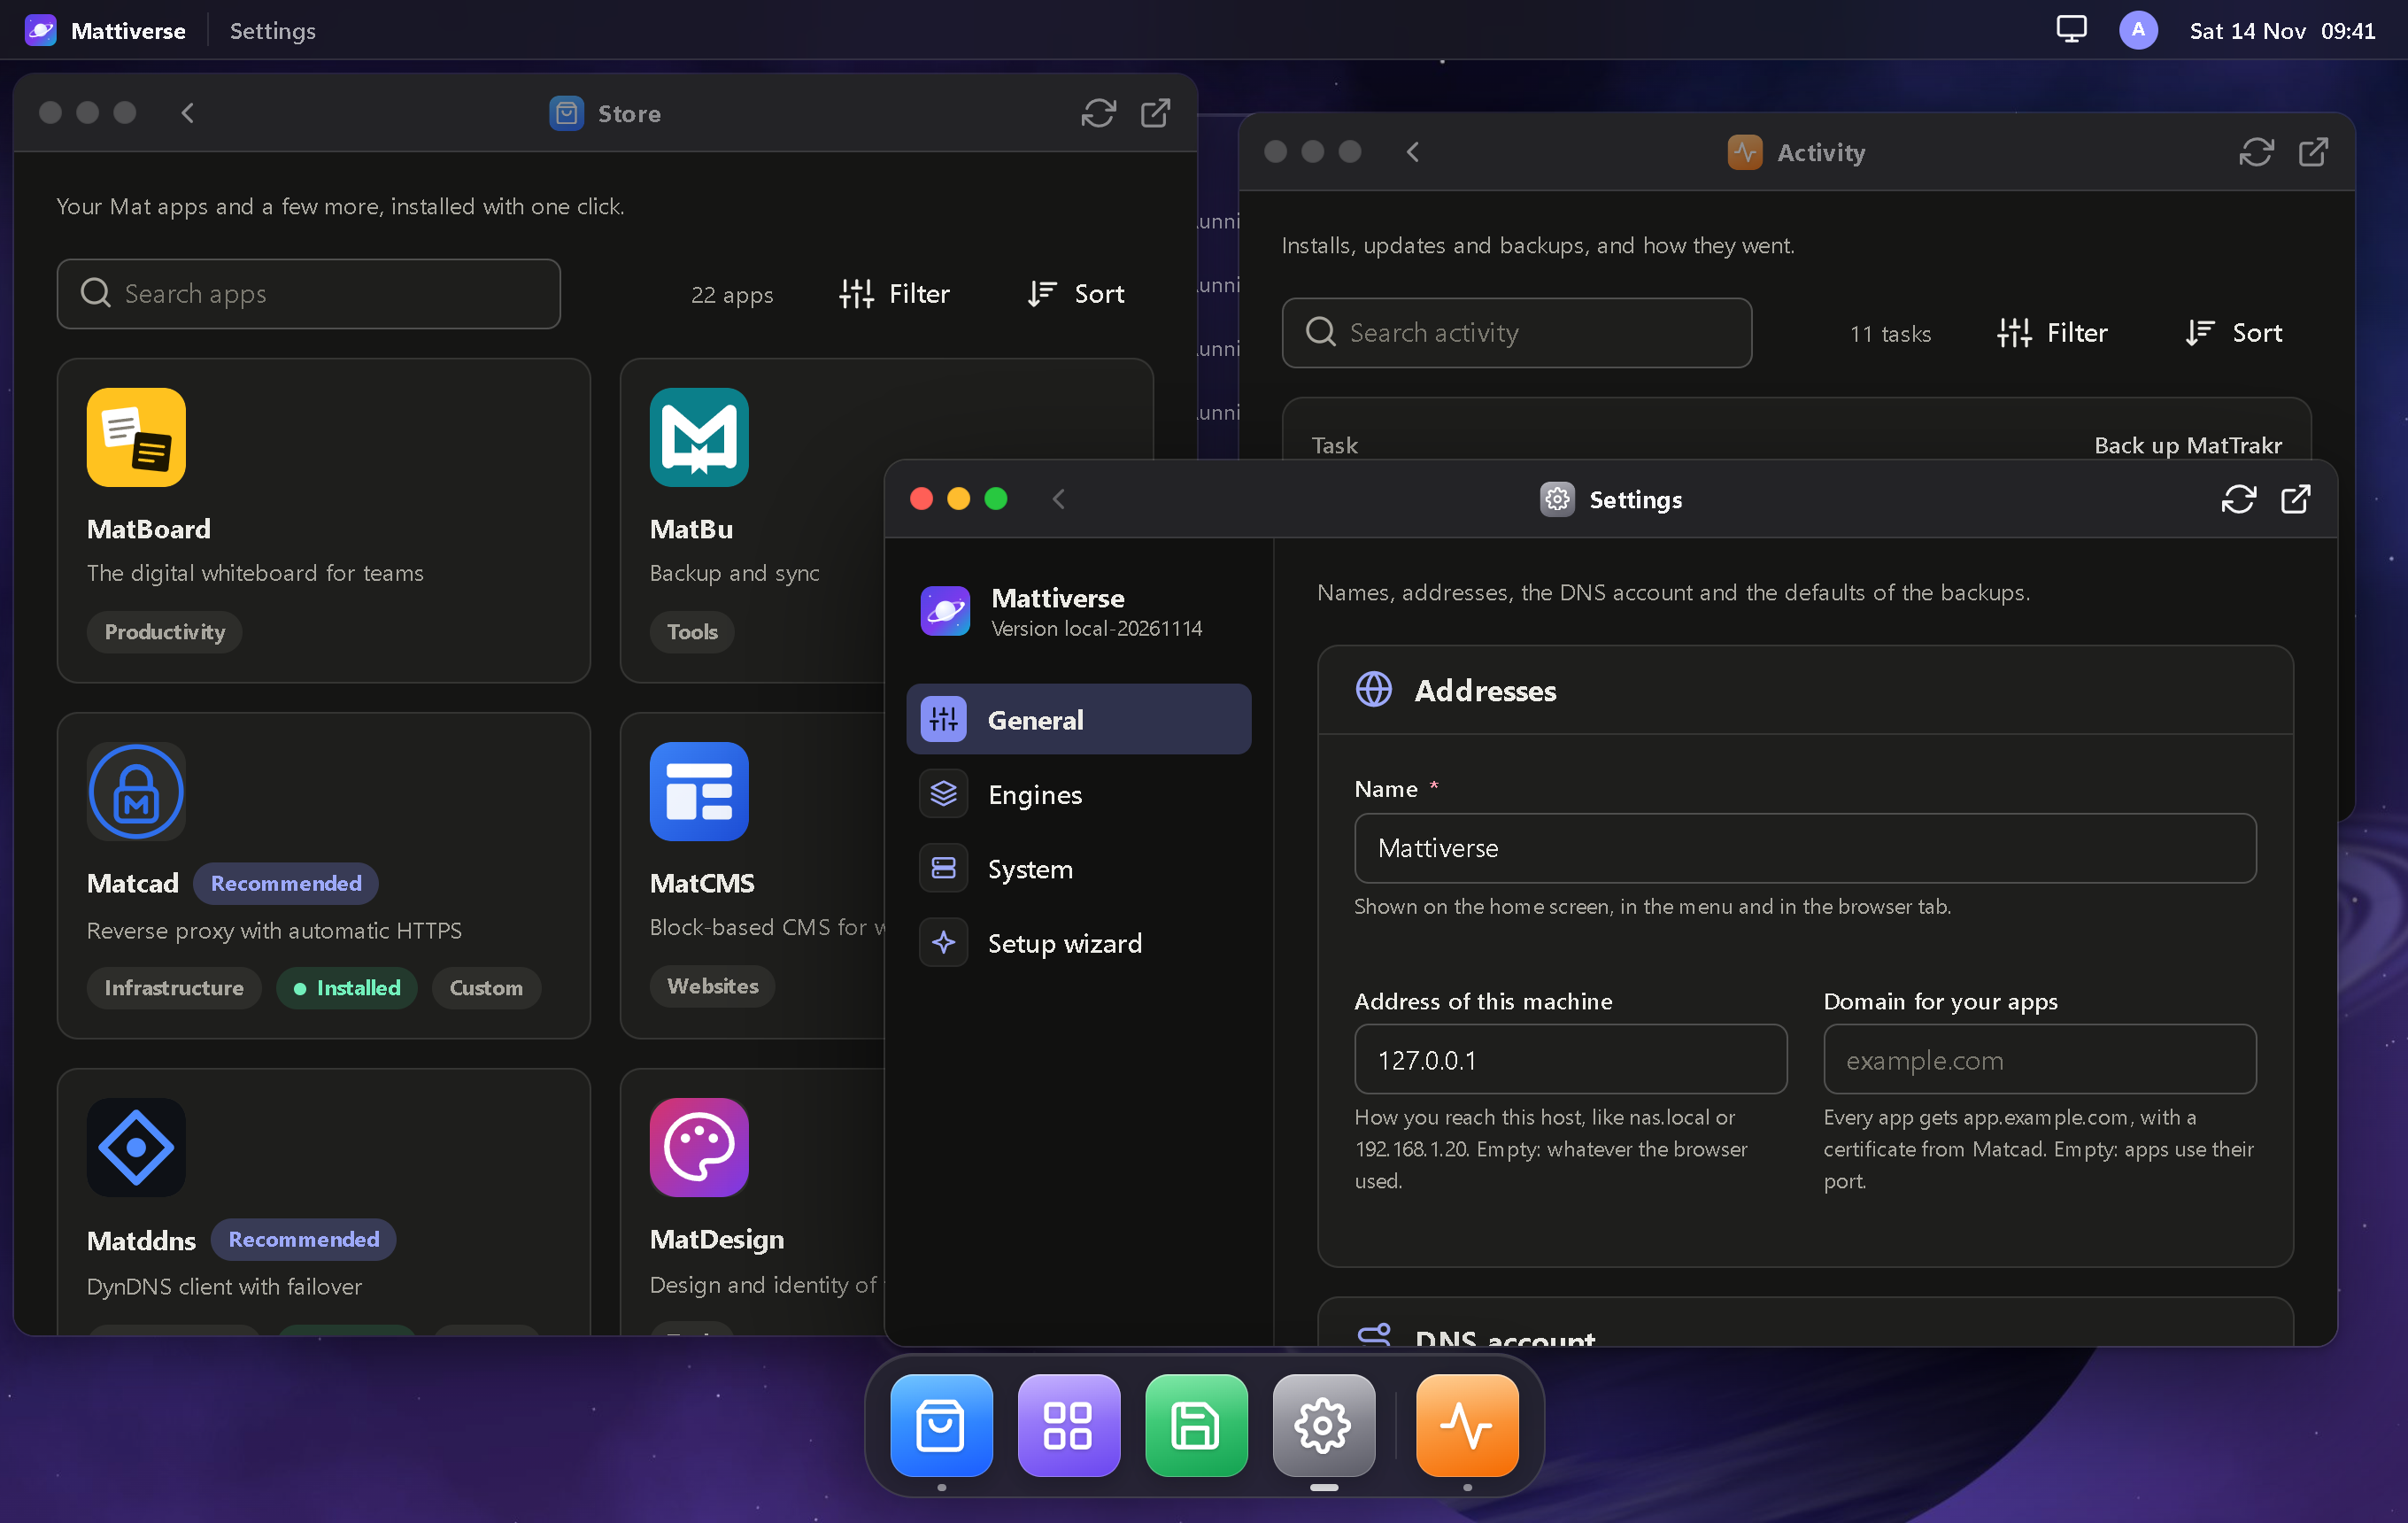 Mattiverse
Settings
A
Sat 14 Nov 09:41
Store
Your Mat apps and a few more, installed with one click.
Search apps
22 apps
Filter
Sort
MatBoard
The digital whiteboard for teams
Productivity
MatBu
Backup and sync
Tools
Matcad
Recommended
Reverse proxy with automatic HTTPS
Infrastructure
Installed
Custom
MatCMS
Block-based CMS for
Websites
Matddns
Recommended
DynDNS client with failover
MatDesign
Design and identity of
Activity
Installs, updates and backups, and how they went.
Search activity
11 tasks
Filter
Sort
Task
Back up MatTrakr
Settings
Mattiverse
Version local-20261114
General
Engines
System
Setup wizard
Names, addresses, the DNS account and the defaults of the backups.
Addresses
Name *
Mattiverse
Shown on the home screen, in the menu and in the browser tab.
Address of this machine
127.0.0.1
How you reach this host, like nas.local or
192.168.1.20. Empty: whatever the browser
used.
Domain for your apps
example.com
Every app gets app.example.com, with a
certificate from Matcad. Empty: apps use their
port.
DNS account